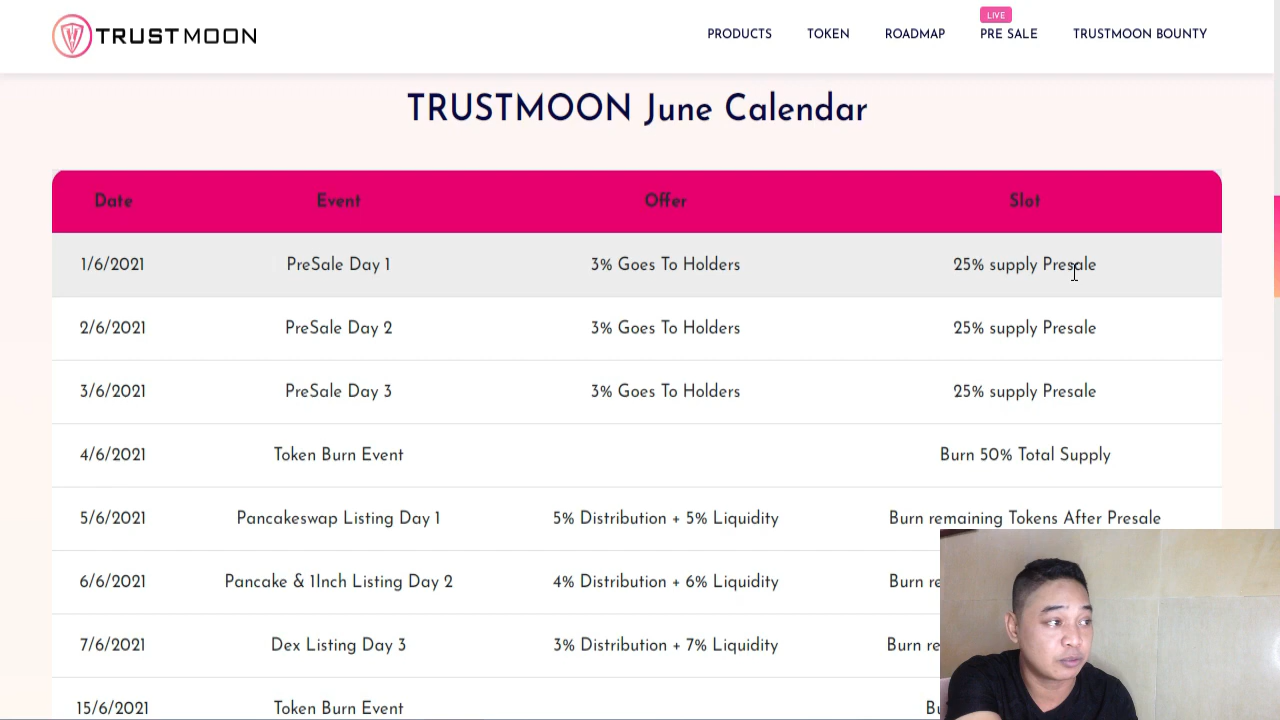 TRUSTMOON
LIVE
PRODUCTS TOKEN ROADMAP PRE SALE TRUSTMOON BOUNTY
TRUSTMOON June Calendar
Date Event Offer Slot
1/6/2021 PreSale Day 1 3% Goes To Holders 25% supply Presale
2/6/2021 PreSale Day 2 3% Goes To Holders 25% supply Presale
3/6/2021 PreSale Day 3 3% Goes To Holders 25% supply Presale
4/6/2021 Token Burn Event Burn 50% Total Supply
5/6/2021 Pancakeswap Listing Day 1 5% Distribution + 5% Liquidity Burn remaining Tokens After Presale
6/6/2021 Pancake & 1Inch Listing Day 2 4% Distribution + 6% Liquidity Burn
7/6/2021 Dex Listing Day 3 3% Distribution + 7% Liquidity Burn
15/6/2021 Token Burn Event